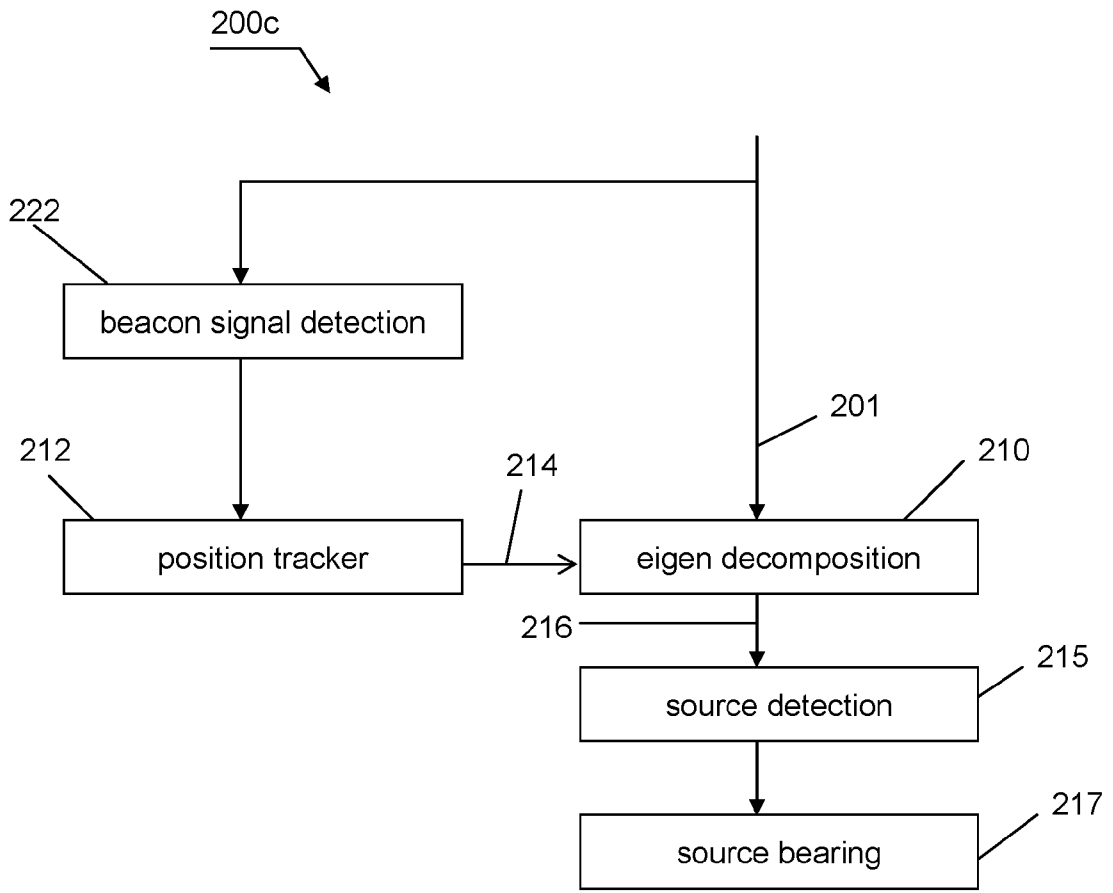 200c
222
beacon signal detection
201
212
214
210
position tracker
eigen decomposition
216
215
source detection
217
source bearing